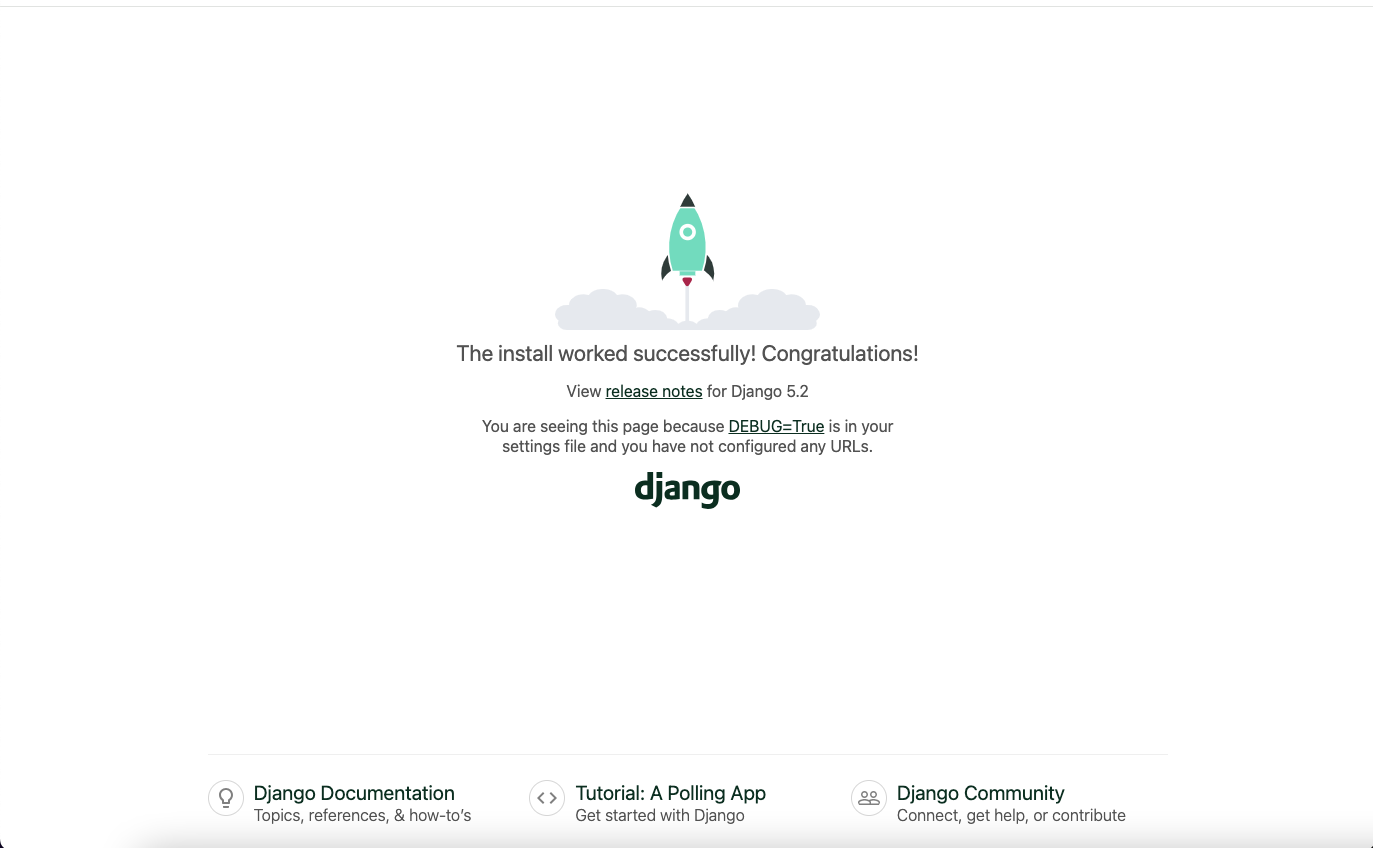 The install worked successfully! Congratulations!
View release notes for Django 5.2
You are seeing this page because DEBUG=True is in your
settings file and you have not configured any URLs.
django
Django Documentation
Topics, references, & how-to’s
Tutorial: A Polling App
Get started with Django
Django Community
Connect, get help, or contribute